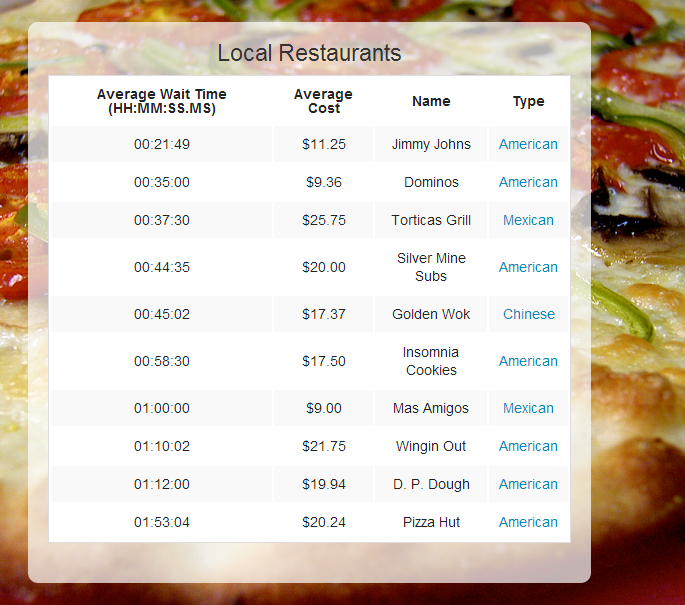 Local Restaurants
Average Wait Time (HH:MM:SS.MS) Average Cost Name Type
00:21:49 $11.25 Jimmy Johns American
00:35:00 $9.36 Dominos American
00:37:30 $25.75 Torticas Grill Mexican
00:44:35 $20.00 Silver Mine Subs American
00:45:02 $17.37 Golden Wok Chinese
00:58:30 $17.50 Insomnia Cookies American
01:00:00 $9.00 Mas Amigos Mexican
01:10:02 $21.75 Wingin Out American
01:12:00 $19.94 D. P. Dough American
01:53:04 $20.24 Pizza Hut American